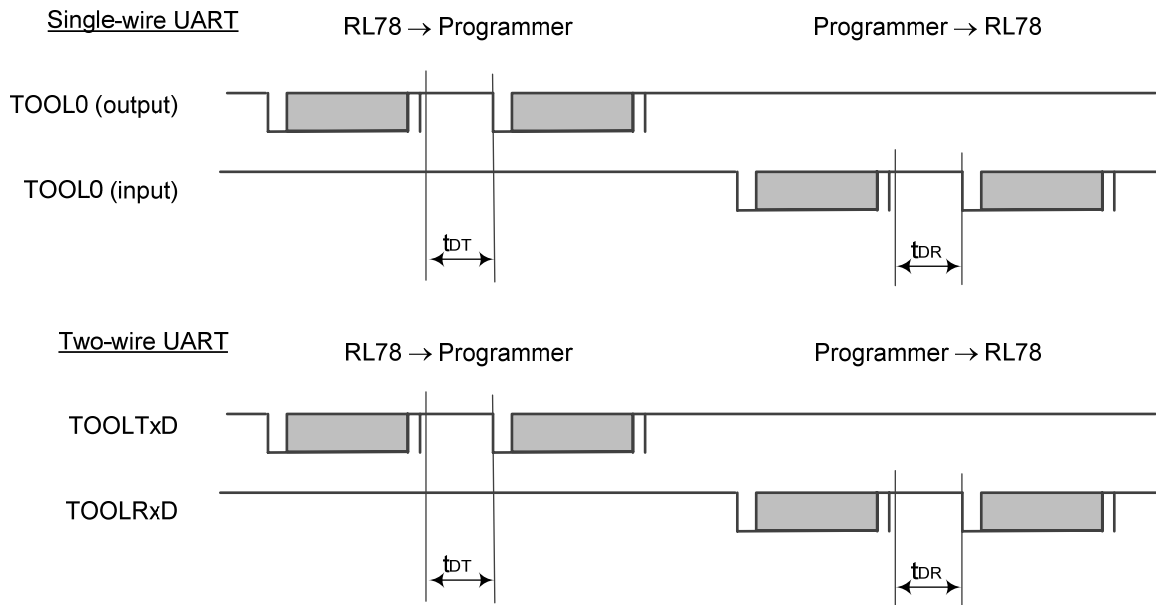 Single-wire UART
RL78 → Programmer
Programmer → RL78
TOOL0 (output)
TOOL0 (input)
tDT
tDR
Two-wire UART
RL78 → Programmer
Programmer → RL78
TOOLTxD
TOOLRxD
tDT
tDR